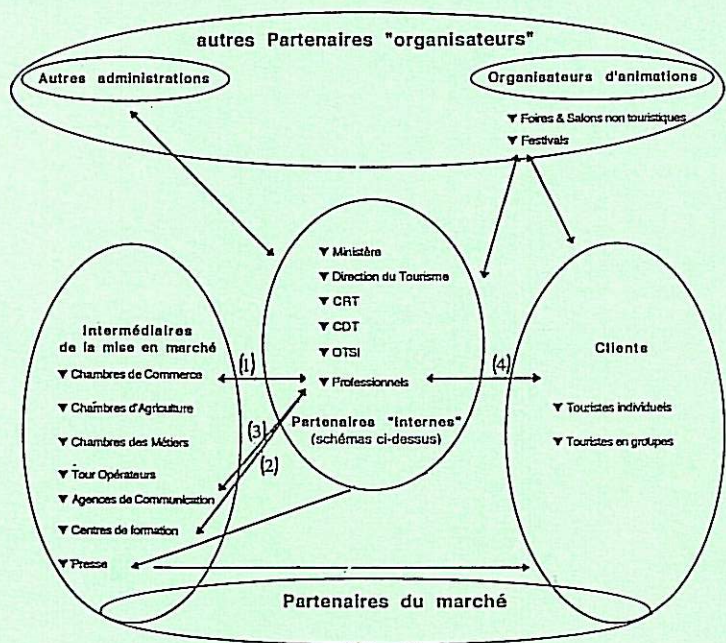 autres Partenaires "organisateurs"
Autres administrations
Organisateurs d'animations
▼ Foires & Salons non touristiques
▼ Festivals
▼ Ministère
▼ Direction du Tourisme
▼ CRT
▼ CDT
▼ OTSI
▼ Professionnels
Partenaires "Internes"
(schémas ci-dessus)
Intermédiaires
de la mise en marché
▼ Chambres de Commerce
▼ Chambres d'Agriculture
▼ Chambres des Métiers
▼ Tour Opérateurs
▼ Agences de Communication
▼ Centres de formation
▼ Presse
(1)
(3)
(2)
(4)
Clients
▼ Touristes individuels
▼ Touristes en groupes
Partenaires du marché